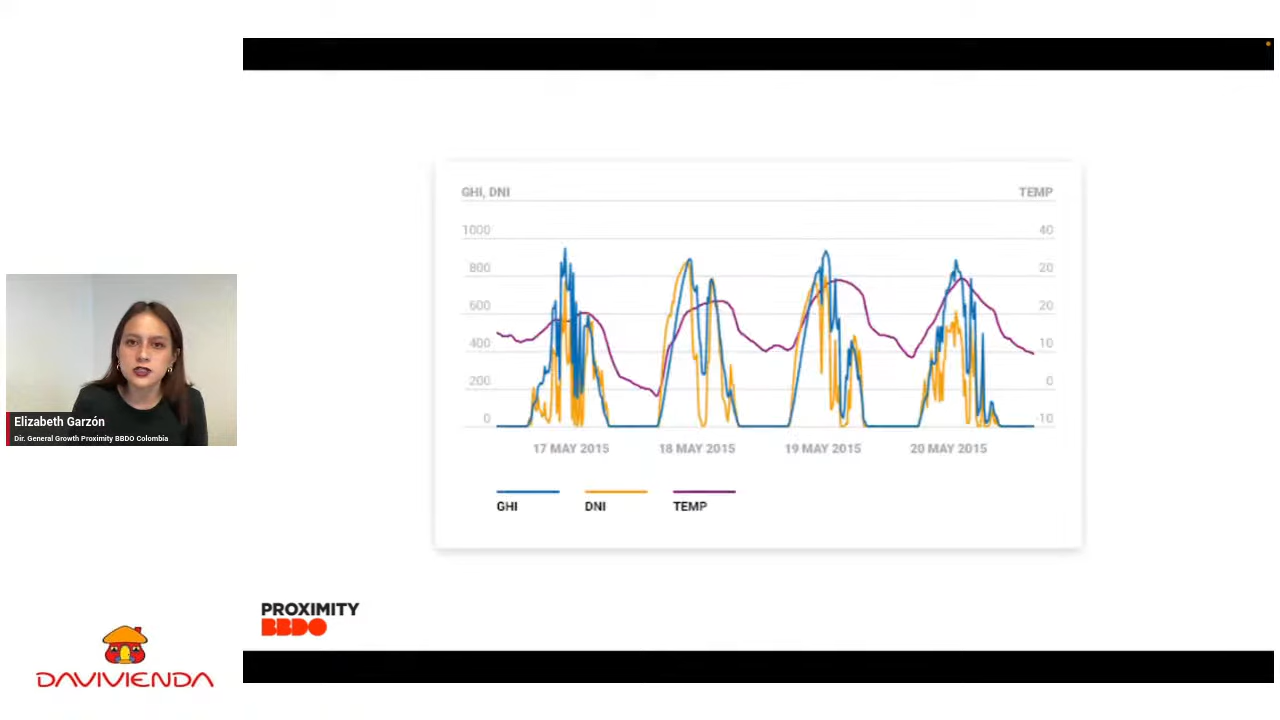 GHI, DNI
TEMP
1000
40
800
20
600
20
400
10
200
0
0
-10
17 MAY 2015
18 MAY 2015
19 MAY 2015
20 MAY 2015
GHI
DNI
TEMP
Elizabeth Garzón
Dir. General Growth Proximity BBDO Colombia
PROXIMITY
BBDO
DAVIVIENDA